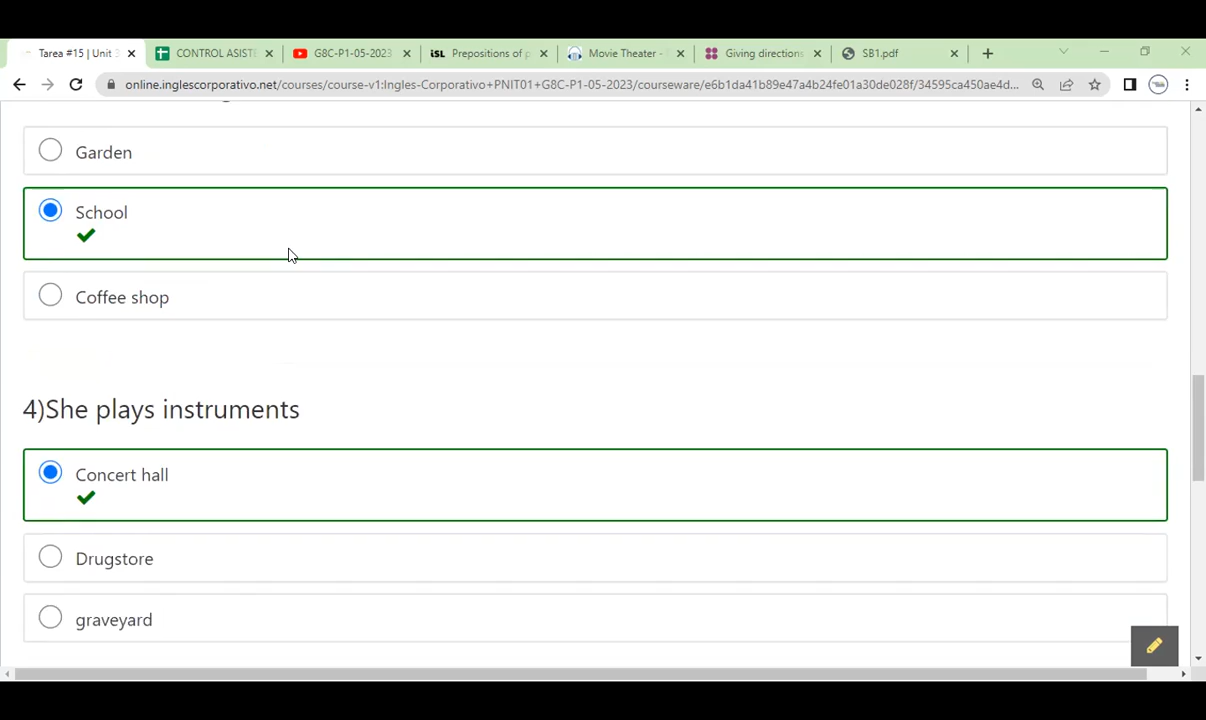 Tarea #15 | Unit
CONTROL ASIST
G8C-P1-05-2023
iSL Prepositions of p
Movie Theater -
Giving directions
SB1.pdf
online.inglescorporativo.net/courses/course-v1:Ingles-Corporativo+PNIT01+G8C-P1-05-2023/courseware/e6b1da41b89e47a4b24fe01a30de028f/34595ca450ae4d...
Garden
School
Coffee shop
4)She plays instruments
Concert hall
Drugstore
graveyard